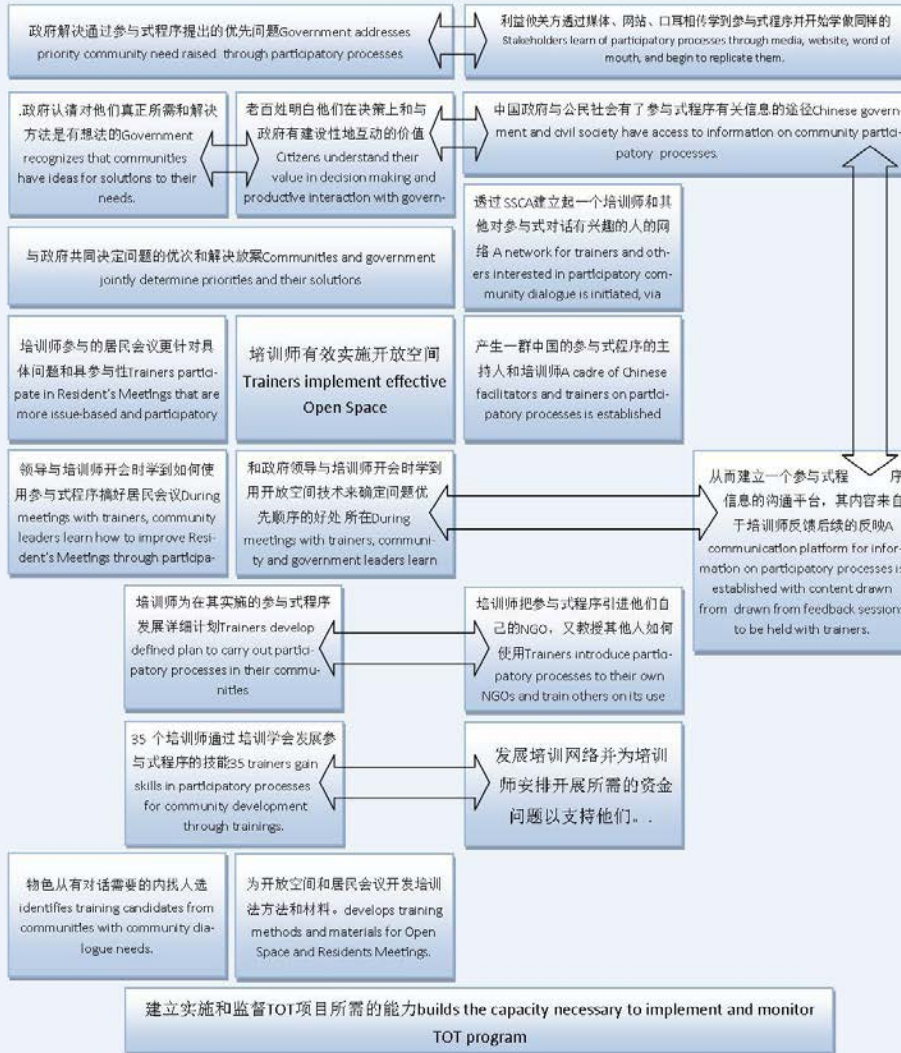 政府解决通过参与式程序提出的优先问题Government addresses
priority community need raised through participatory processes
利益攸关方通过媒体、网站、口耳相传学到参与式程序并开始学做同样的
Stakeholders learn of participatory processes through media, website, word of
mouth, and begin to replicate them.
.政府认清对他们真正所需和解决
方法是有想法的Government
recognizes that communities
have ideas for solutions to their
needs.
老百姓明白他们在决策上和与
政府有建设性地互动的价值
Citizens understand their
value in decision making and
productive interaction with govern-
中国政府与公民社会有了参与式程序有关信息的途径Chinese govern-
ment and civil society have access to information on community partici-
patory processes.
与政府共同决定问题的优次和解决放案Communities and government
jointly determine priorities and their solutions
透过 SSCA建立起一个培训师和其
他对参与式对话有兴趣的人的网
络 A network for trainers and oth-
ers interested in participatory com-
munity dialogue is initiated, via
培训师参与的居民会议更针对具
体问题和具参与性Trainers partici-
pate in Resident's Meetings that are
more issue-based and participatory
培训师有效实施开放空间
Trainers implement effective
Open Space
产生一群中国的参与式程序的主
持人和培训师A cadre of Chinese
facilitators and trainers on partici-
patory processes is established
领导与培训师开会时学到如何使
用参与式程序搞好居民会议During
meetings with trainers, community
leaders learn how to improve Resi-
dent's Meetings through participa-
和政府领导与培训师开会时学到
用开放空间技术来确定问题优
先顺序的好处 所在During
meetings with trainers, communi-
ty and government leaders learn
从而建立一个参与式程 序
信息的沟通平台，其内容来自
于培训师反馈后续的反映A
communication platform for infor-
mation on participatory processes is
established with content drawn
from drawn from feedback sessions
to be held with trainers.
培训师为在其实施的参与式程序
发展详细计划Trainers develop
defined plan to carry out partici-
patory processes in their commu-
nities
培训师把参与式程序引进他们自
己的NGO，又教授其他人如何
使用Trainers introduce partici-
patory processes to their own
NGOs and train others on its use
35 个培训师通过 培训学会发展参
与式程序的技能35 trainers gain
skills in participatory processes
for community development
through trainings.
发展培训网络并为培训
师安排开展所需的资金
问题以支持他们。.
物色从有对话需要的内找人选
identifies training candidates from
communities with community dia-
logue needs.
为开放空间和居民会议开发培训
法方法和材料。develops training
methods and materials for Open
Space and Residents Meetings.
建立实施和监督TOT项目所需的能力builds the capacity necessary to implement and monitor
TOT program